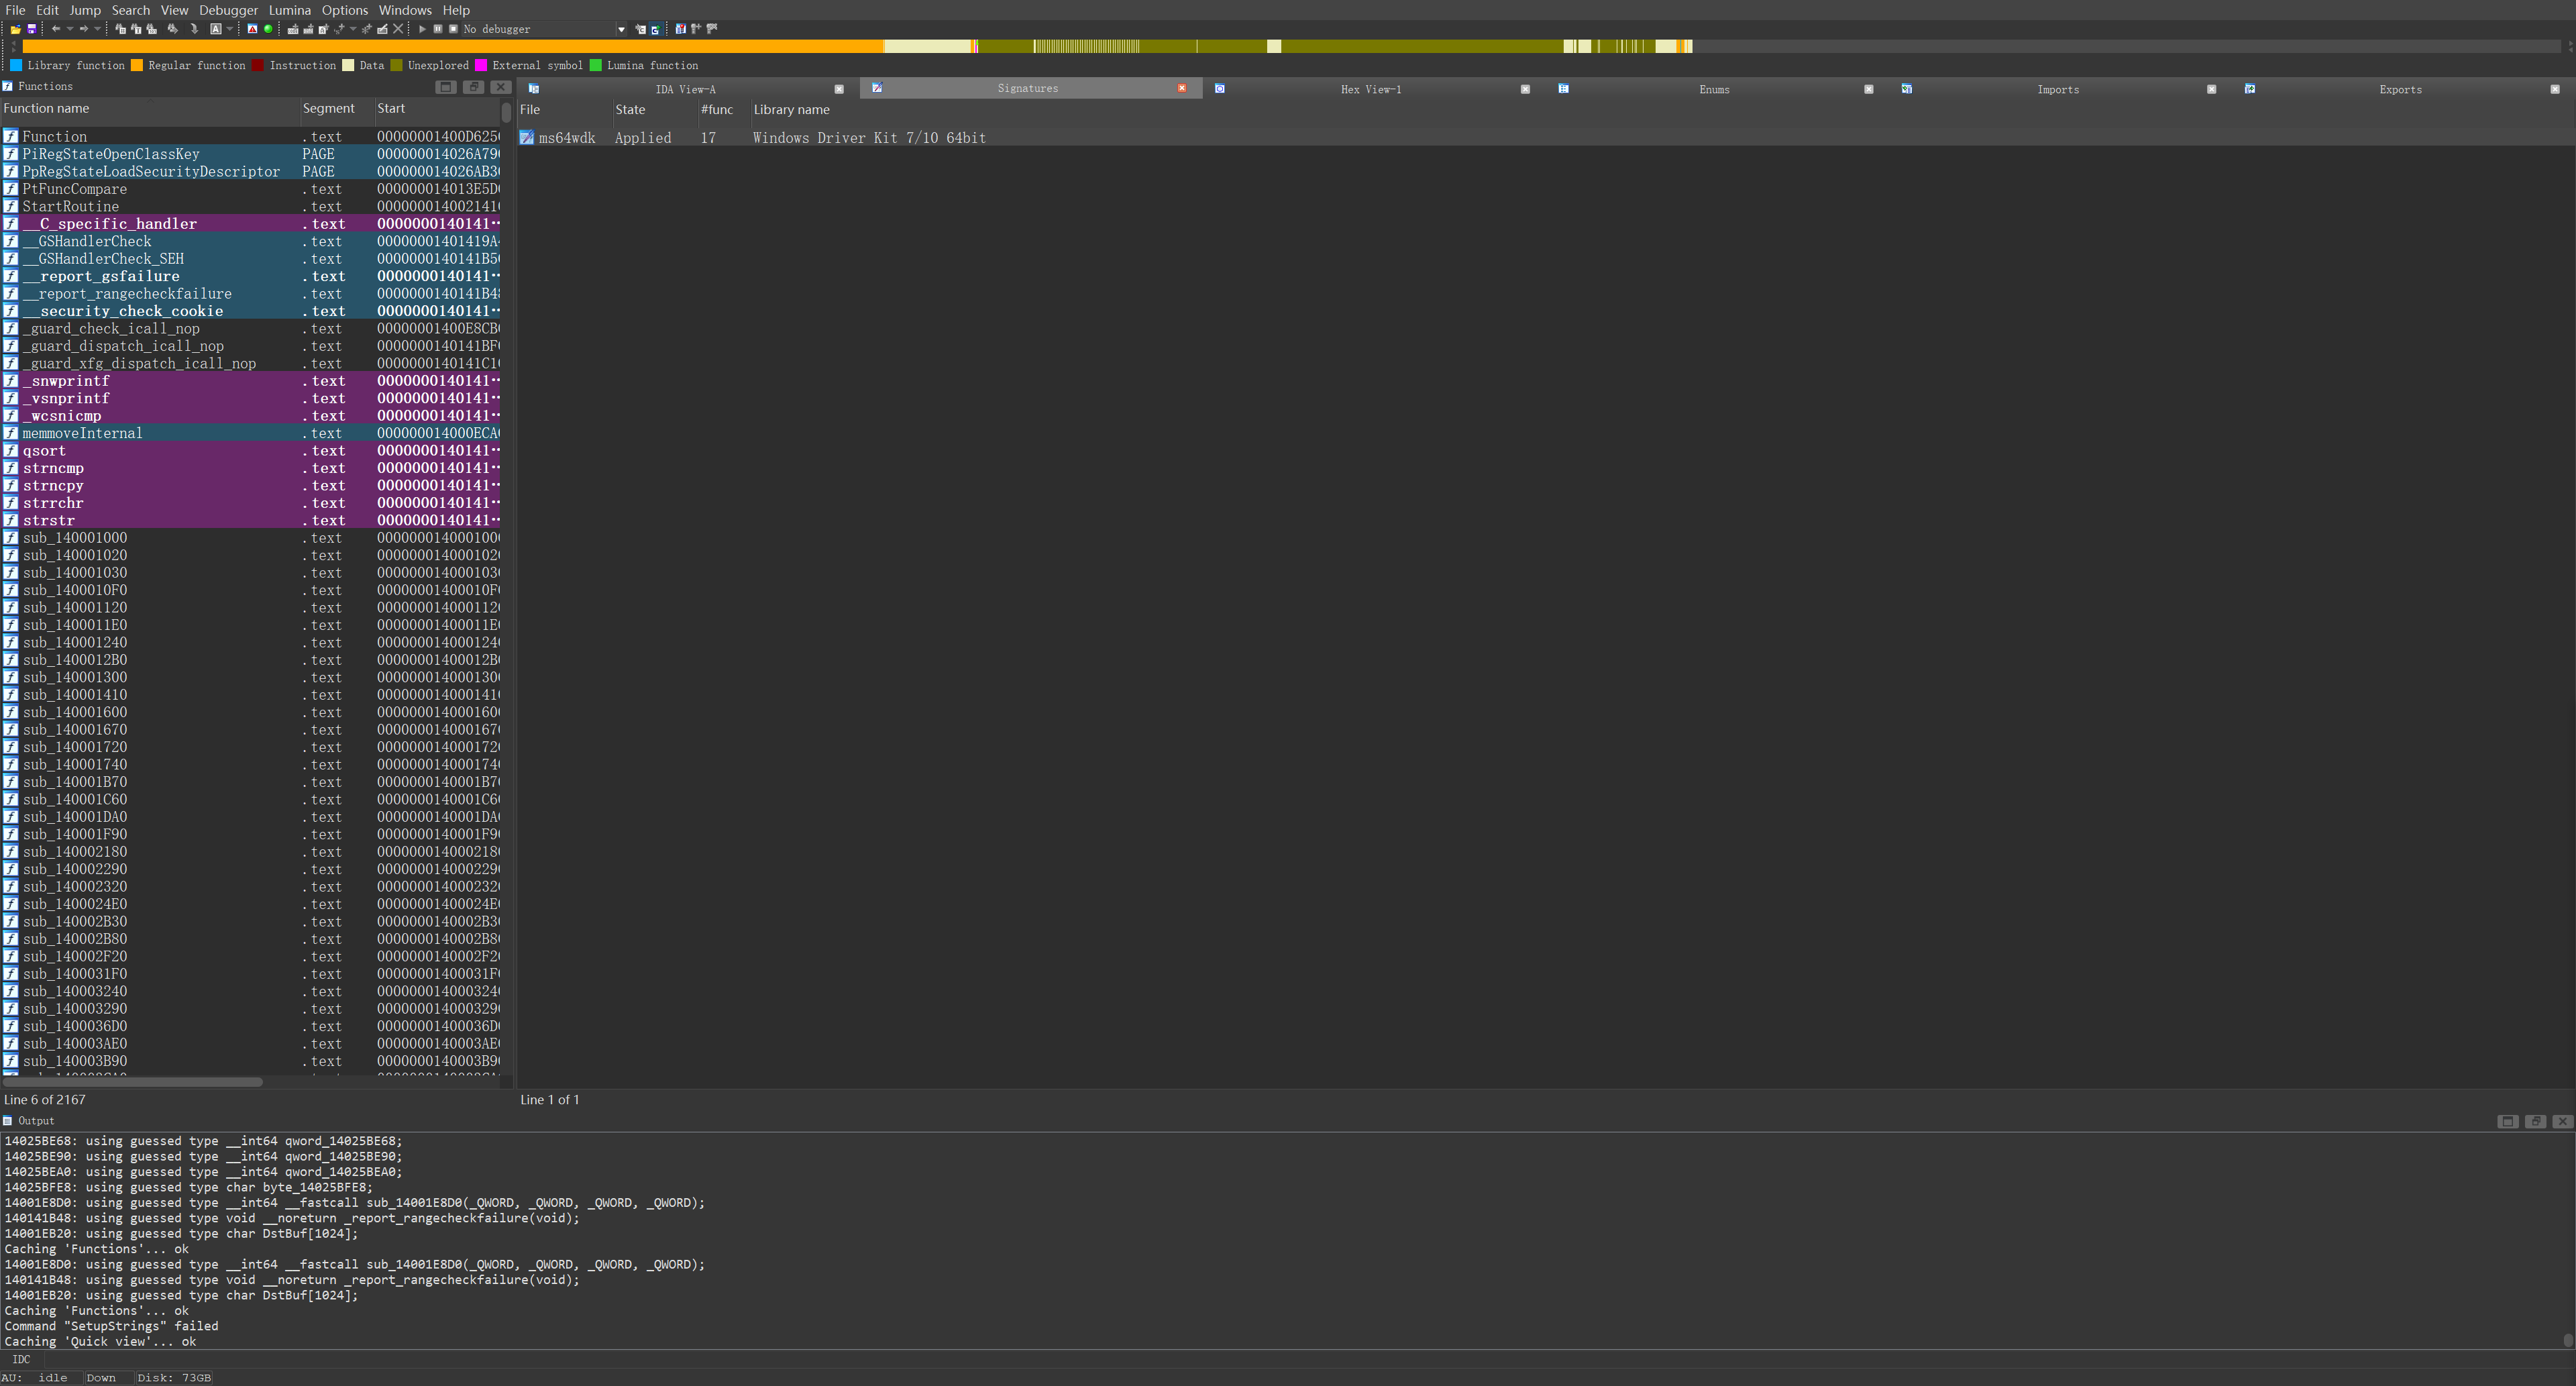 File Edit Jump Search View Debugger Lumina Options Windows Help
No debugger
Library function Regular function Instruction Data Unexplored External symbol Lumina function
Functions
Function name Segment Start
Function .text 00000001400D625
PiRegStateOpenClassKey PAGE 000000014026A79
PpRegStateLoadSecurityDescriptor PAGE 000000014026AB3
PtFuncCompare .text 000000014013E5D
StartRoutine .text 000000014002141
__C_specific_handler .text 0000000140141…
__GSHandlerCheck .text 00000001401419A
__GSHandlerCheck_SEH .text 0000000140141B5
__report_gsfailure .text 0000000140141…
__report_rangecheckfailure .text 0000000140141B4
__security_check_cookie .text 0000000140141…
_guard_check_icall_nop .text 00000001400E8CB
_guard_dispatch_icall_nop .text 0000000140141BF
_guard_xfg_dispatch_icall_nop .text 0000000140141C1
_snwprintf .text 0000000140141…
_vsnprintf .text 0000000140141…
_wcsnicmp .text 0000000140141…
memmoveInternal .text 000000014000ECA
qsort .text 0000000140141…
strncmp .text 0000000140141…
strncpy .text 0000000140141…
strrchr .text 0000000140141…
strstr .text 0000000140141…
sub_140001000 .text 000000014000100
sub_140001020 .text 000000014000102
sub_140001030 .text 000000014000103
sub_1400010F0 .text 00000001400010F
sub_140001120 .text 000000014000112
sub_1400011E0 .text 00000001400011E
sub_140001240 .text 000000014000124
sub_1400012B0 .text 00000001400012B
sub_140001300 .text 000000014000130
sub_140001410 .text 000000014000141
sub_140001600 .text 000000014000160
sub_140001670 .text 000000014000167
sub_140001720 .text 000000014000172
sub_140001740 .text 000000014000174
sub_140001B70 .text 0000000140001B7
sub_140001C60 .text 0000000140001C6
sub_140001DA0 .text 0000000140001DA
sub_140001F90 .text 0000000140001F9
sub_140002180 .text 000000014000218
sub_140002290 .text 000000014000229
sub_140002320 .text 000000014000232
sub_1400024E0 .text 00000001400024E
sub_140002B30 .text 0000000140002B3
sub_140002B80 .text 0000000140002B8
sub_140002F20 .text 0000000140002F2
sub_1400031F0 .text 00000001400031F
sub_140003240 .text 000000014000324
sub_140003290 .text 000000014000329
sub_1400036D0 .text 00000001400036D
sub_140003AE0 .text 0000000140003AE
sub_140003B90 .text 0000000140003B9
Line 6 of 2167
IDA View-A Signatures Hex View-1 Enums Imports Exports
File State #func Library name
ms64wdk Applied 17 Windows Driver Kit 7/10 64bit
Line 1 of 1
Output
14025BE68: using guessed type __int64 qword_14025BE68;
14025BE90: using guessed type __int64 qword_14025BE90;
14025BEA0: using guessed type __int64 qword_14025BEA0;
14025BFE8: using guessed type char byte_14025BFE8;
14001E8D0: using guessed type __int64 __fastcall sub_14001E8D0(_QWORD, _QWORD, _QWORD, _QWORD);
140141B48: using guessed type void __noreturn _report_rangecheckfailure(void);
14001EB20: using guessed type char DstBuf[1024];
Caching 'Functions'... ok
14001E8D0: using guessed type __int64 __fastcall sub_14001E8D0(_QWORD, _QWORD, _QWORD, _QWORD);
140141B48: using guessed type void __noreturn _report_rangecheckfailure(void);
14001EB20: using guessed type char DstBuf[1024];
Caching 'Functions'... ok
Command "SetupStrings" failed
Caching 'Quick view'... ok
IDC
AU: idle Down Disk: 73GB